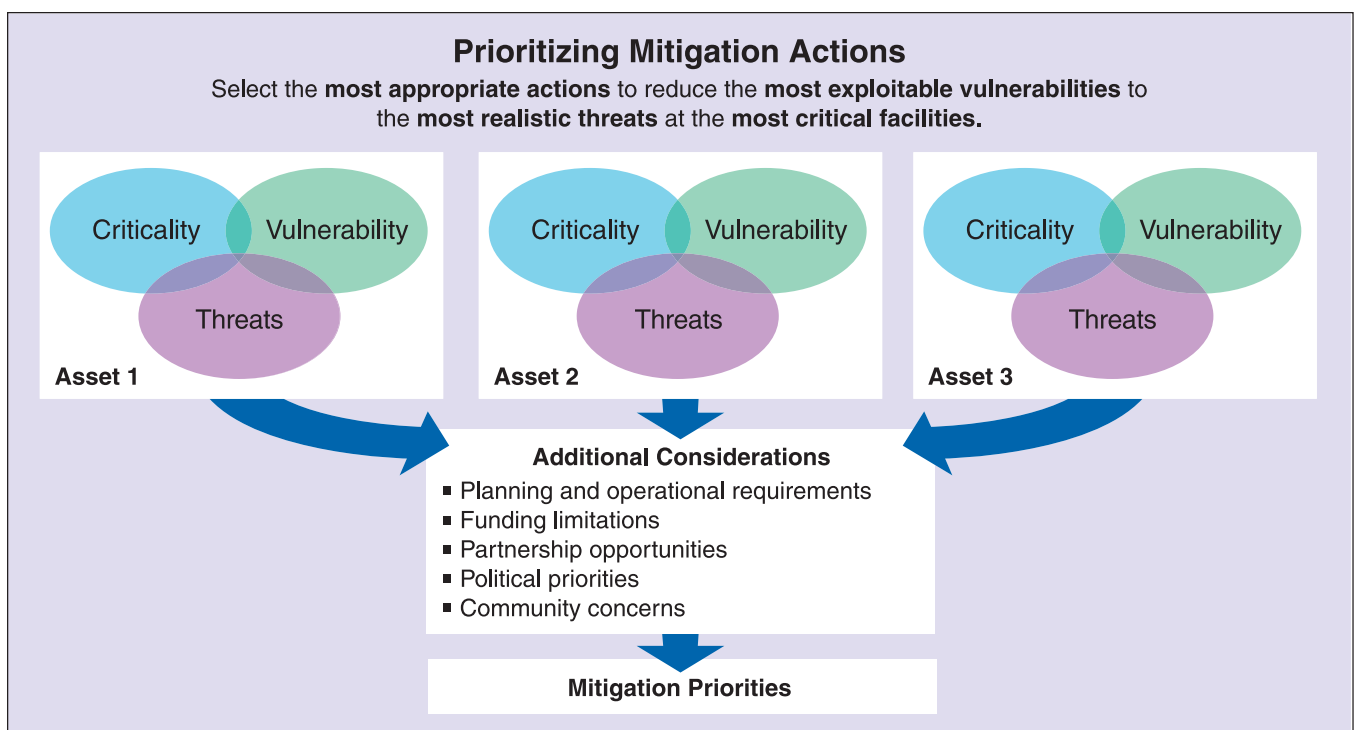 Prioritizing Mitigation Actions
Select the most appropriate actions to reduce the most exploitable vulnerabilities to
the most realistic threats at the most critical facilities.
Criticality
Vulnerability
Threats
Asset 1
Criticality
Vulnerability
Threats
Asset 2
Criticality
Vulnerability
Threats
Asset 3
Additional Considerations
▪ Planning and operational requirements
▪ Funding limitations
▪ Partnership opportunities
▪ Political priorities
▪ Community concerns
Mitigation Priorities